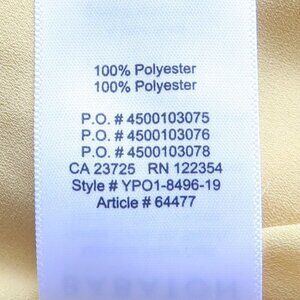 100% Polyester
100% Polyester
P.O. # 4500103075
P.O. # 4500103076
P.O. # 4500103078
CA 23725 RN 122354
Style # YPO1-8496-19
Article # 64477